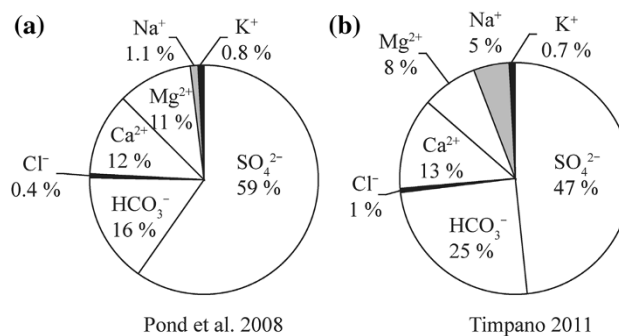 (a)
Na⁺
1.1 %
K⁺
0.8 %
Mg²⁺
11 %
Ca²⁺
12 %
Cl⁻
0.4 %
HCO₃⁻
16 %
SO₄²⁻
59 %
Pond et al. 2008
(b)
Na⁺
5 %
K⁺
0.7 %
Mg²⁺
8 %
Ca²⁺
13 %
Cl⁻
1 %
HCO₃⁻
25 %
SO₄²⁻
47 %
Timpano 2011